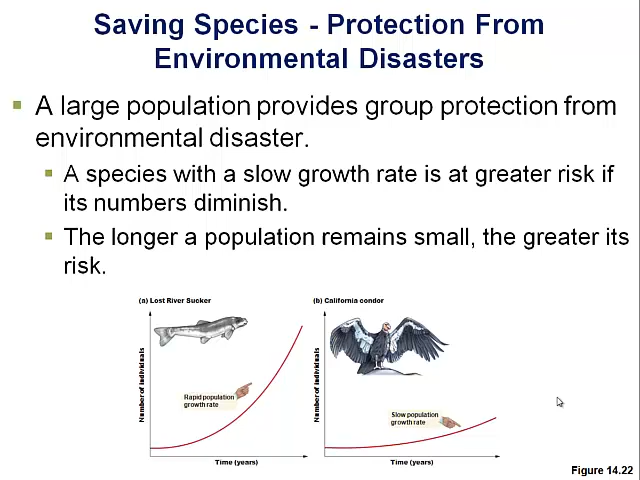 Saving Species - Protection From
Environmental Disasters
A large population provides group protection from
environmental disaster.
A species with a slow growth rate is at greater risk if
its numbers diminish.
The longer a population remains small, the greater its
risk.
(a) Lost River Sucker
Number of individuals
Rapid population
growth rate
Time (years)
(b) California condor
Number of individuals
Slow population
growth rate
Time (years)
Figure 14.22